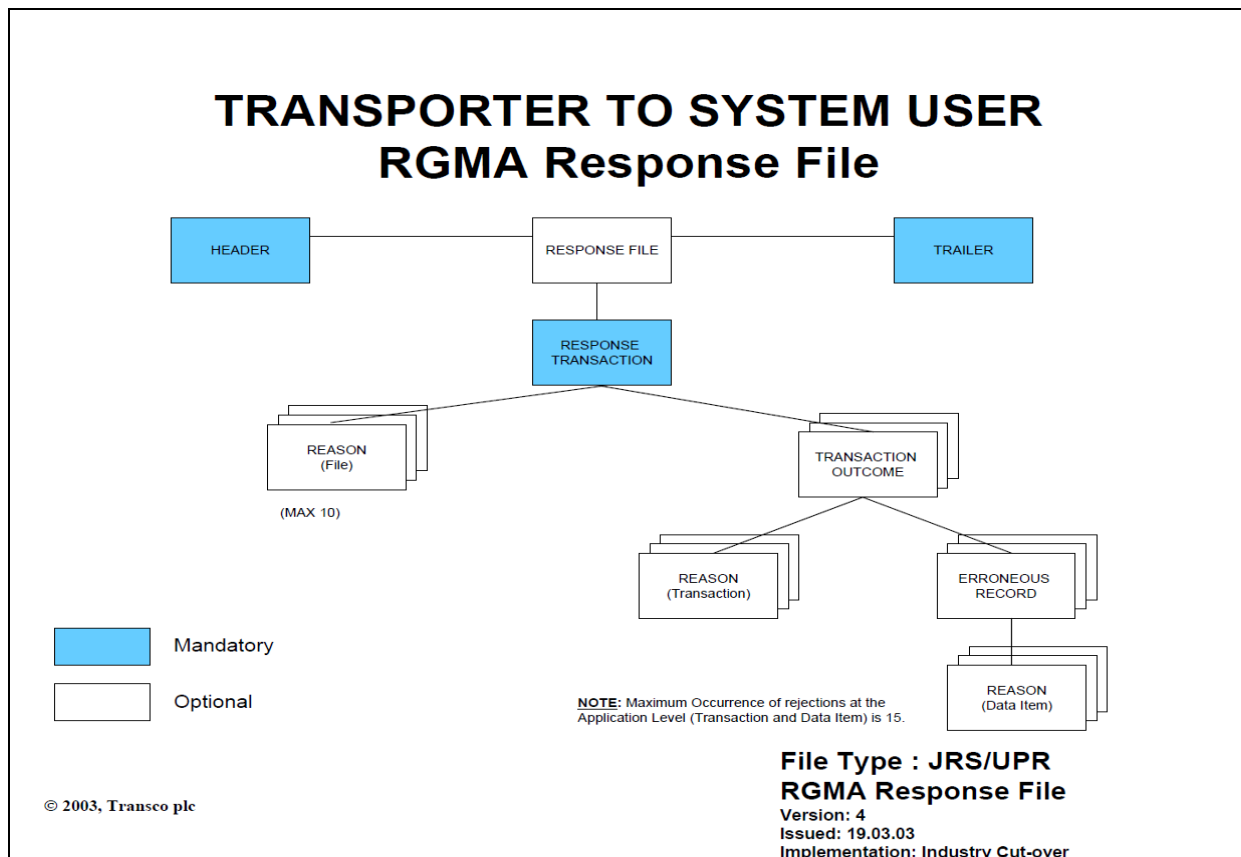 TRANSPORTER TO SYSTEM USER
RGMA Response File
HEADER
RESPONSE FILE
TRAILER
RESPONSE
TRANSACTION
REASON
(File)
(MAX 10)
TRANSACTION
OUTCOME
REASON
(Transaction)
ERRONEOUS
RECORD
REASON
(Data Item)
Mandatory
Optional
NOTE: Maximum Occurrence of rejections at the
Application Level (Transaction and Data Item) is 15.
File Type : JRS/UPR
RGMA Response File
Version: 4
Issued: 19.03.03
Implementation: Industry Cut-over
© 2003, Transco plc